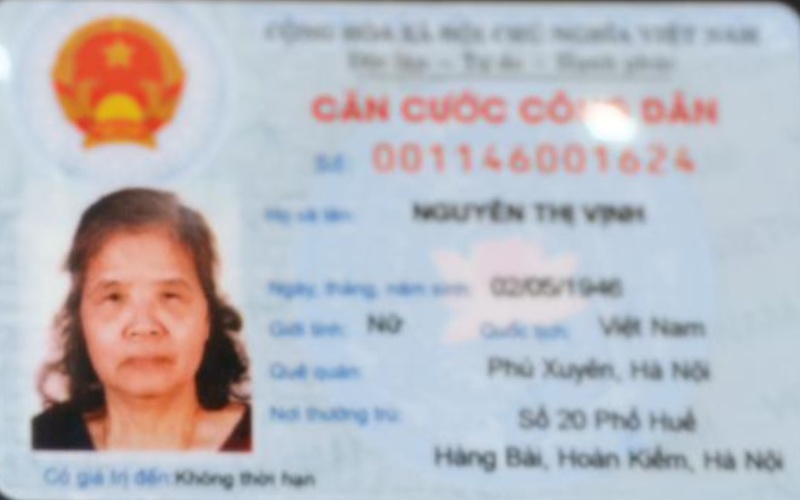 CỘNG HÒA XÃ HỘI CHỦ NGHĨA VIỆT NAM
Độc lập - Tự do - Hạnh phúc
CĂN CƯỚC CÔNG DÂN
Số: 001146001624
Họ và tên: NGUYỄN THỊ VỊNH
Ngày, tháng, năm sinh: 02/05/1946
Giới tính: Nữ Quốc tịch: Việt Nam
Quê quán: Phú Xuyên, Hà Nội
Nơi thường trú: Số 20 Phố Huế
Hàng Bài, Hoàn Kiếm, Hà Nội
Có giá trị đến: Không thời hạn